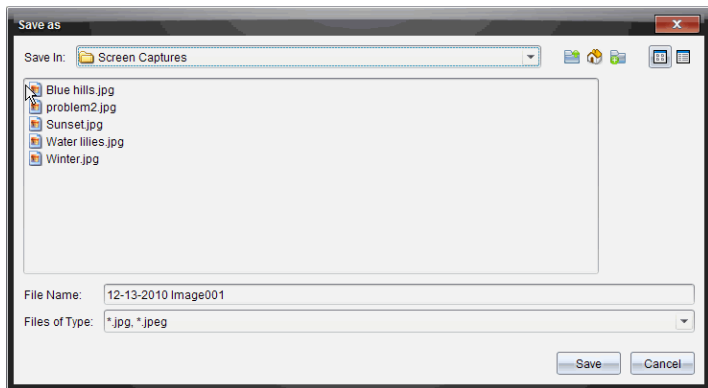 Save as
Save In: Screen Captures
Blue hills.jpg
problem2.jpg
Sunset.jpg
Water lilies.jpg
Winter.jpg
File Name: 12-13-2010 Image001
Files of Type: *.jpg, *.jpeg
Save Cancel